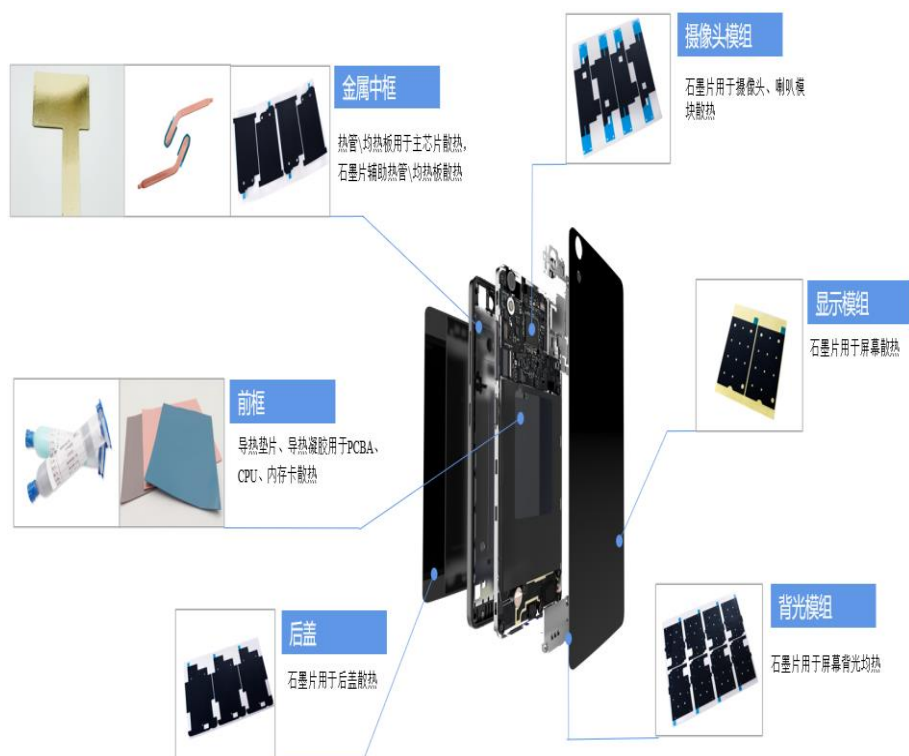 金属中框
热管\均热板用于主芯片散热，
石墨片辅助热管\均热板散热
摄像头模组
石墨片用于摄像头、喇叭模
块散热
显示模组
石墨片用于屏幕散热
前框
导热垫片、导热凝胶用于PCBA、
CPU、内存卡散热
后盖
石墨片用于后盖散热
背光模组
石墨片用于屏幕背光均热